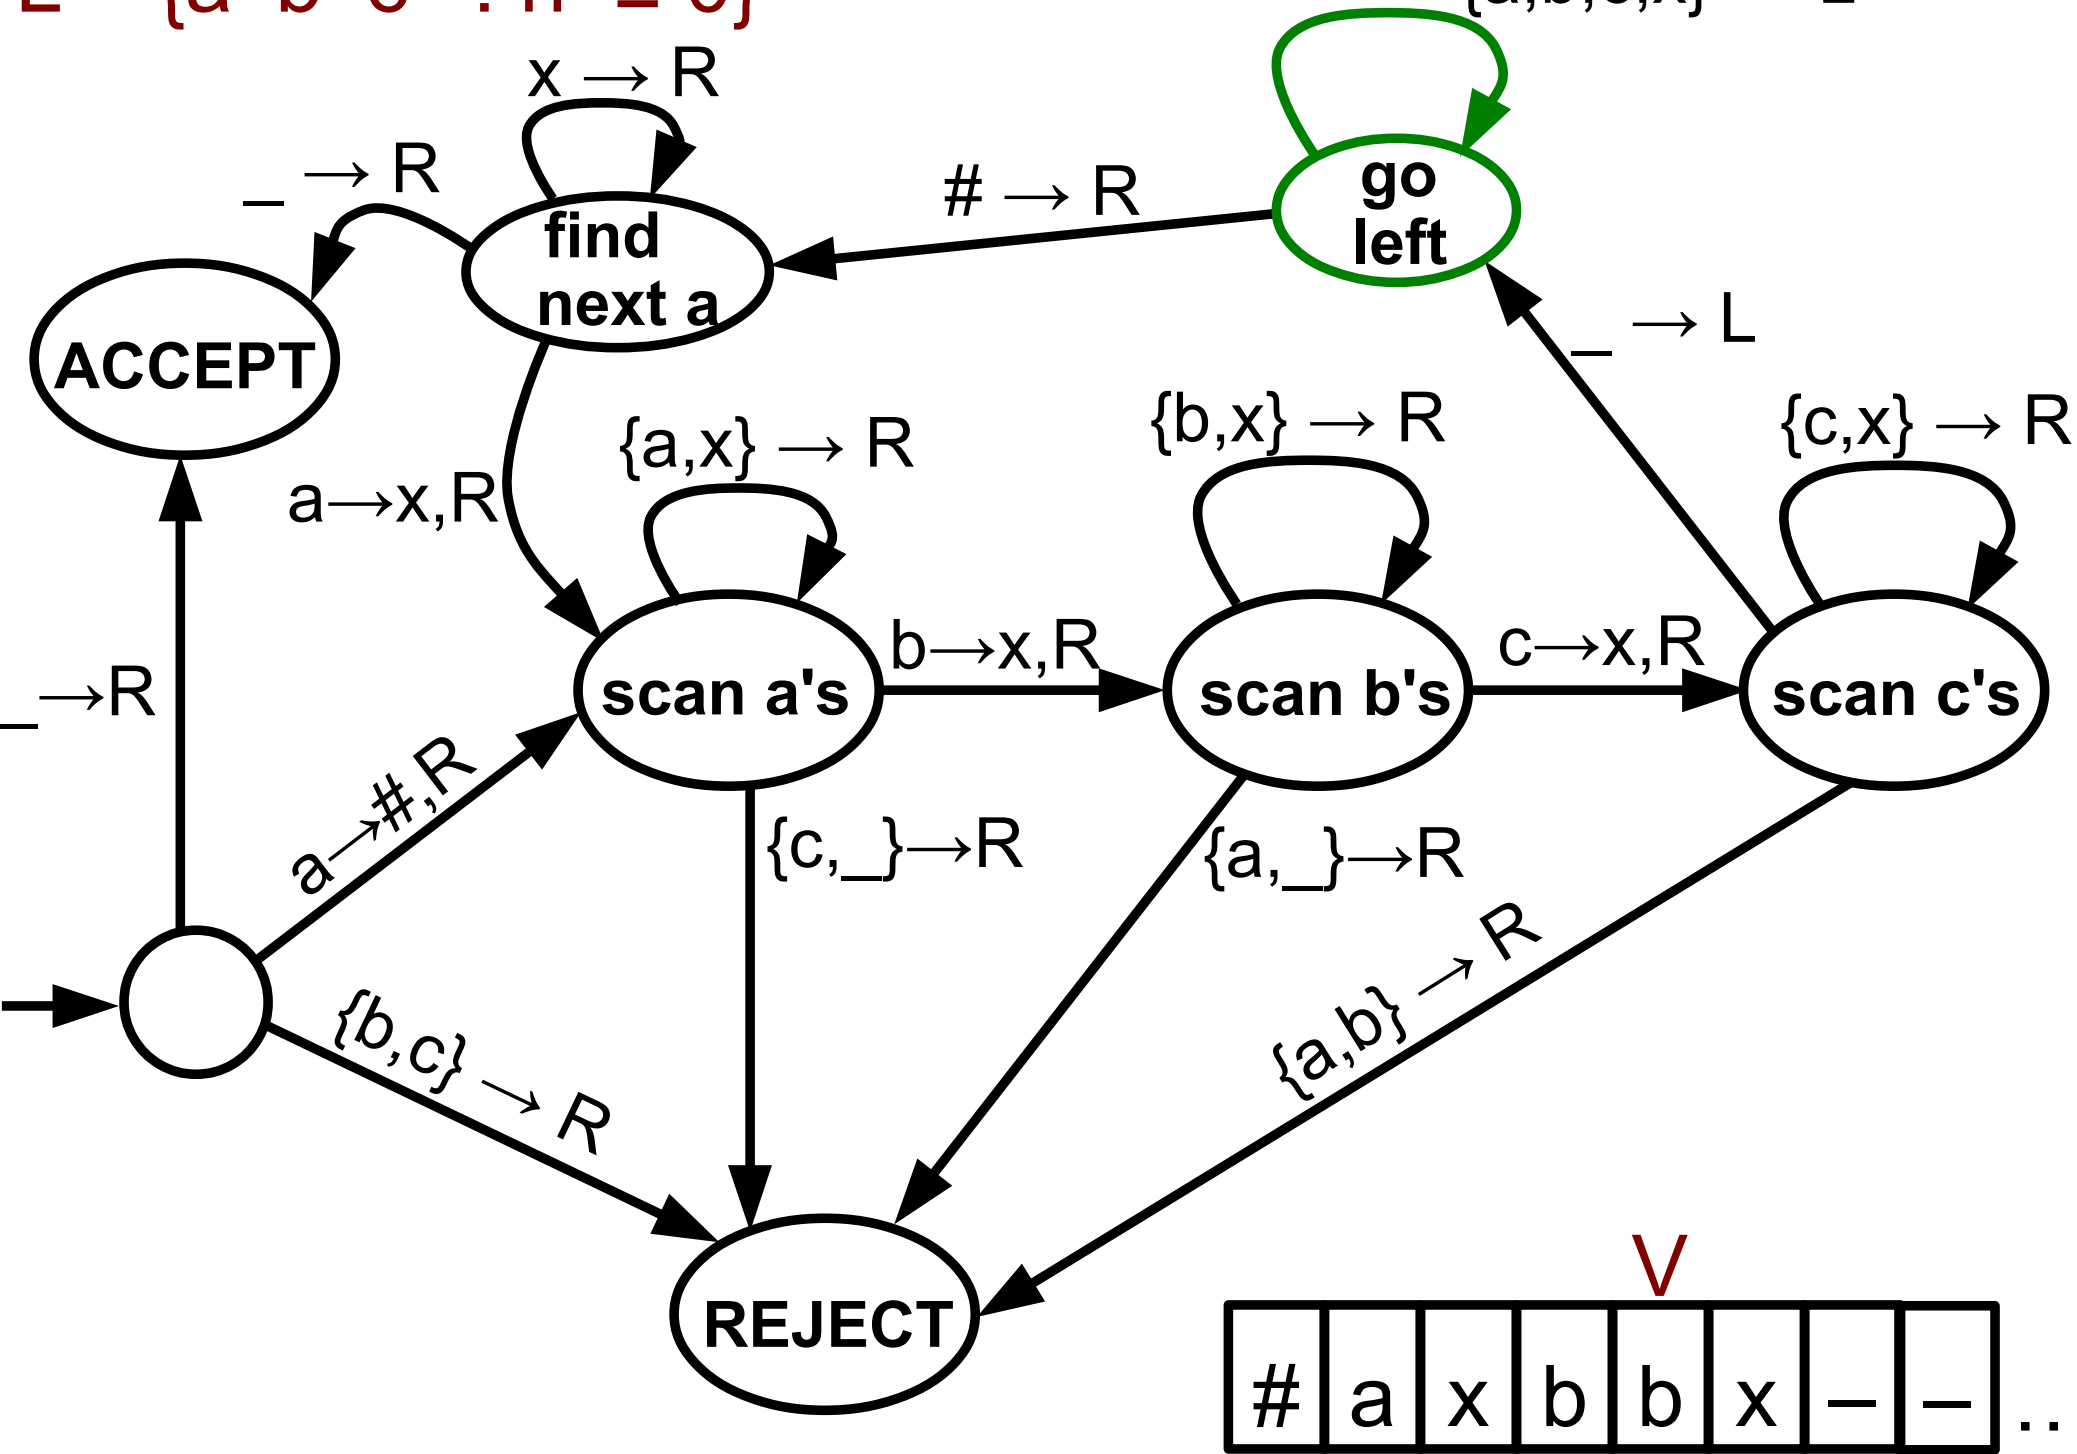 x → R
_ → R
# → R
go
left
find
next a
_ → L
ACCEPT
{a,x} → R
{b,x} → R
{c,x} → R
a→x,R
b→x,R
c→x,R
_→R
scan a's
scan b's
scan c's
a→#,R
{c,_}→R
{a,_}→R
{b,c} → R
{a,b} → R
REJECT
V
# a x b b x _ _ ..